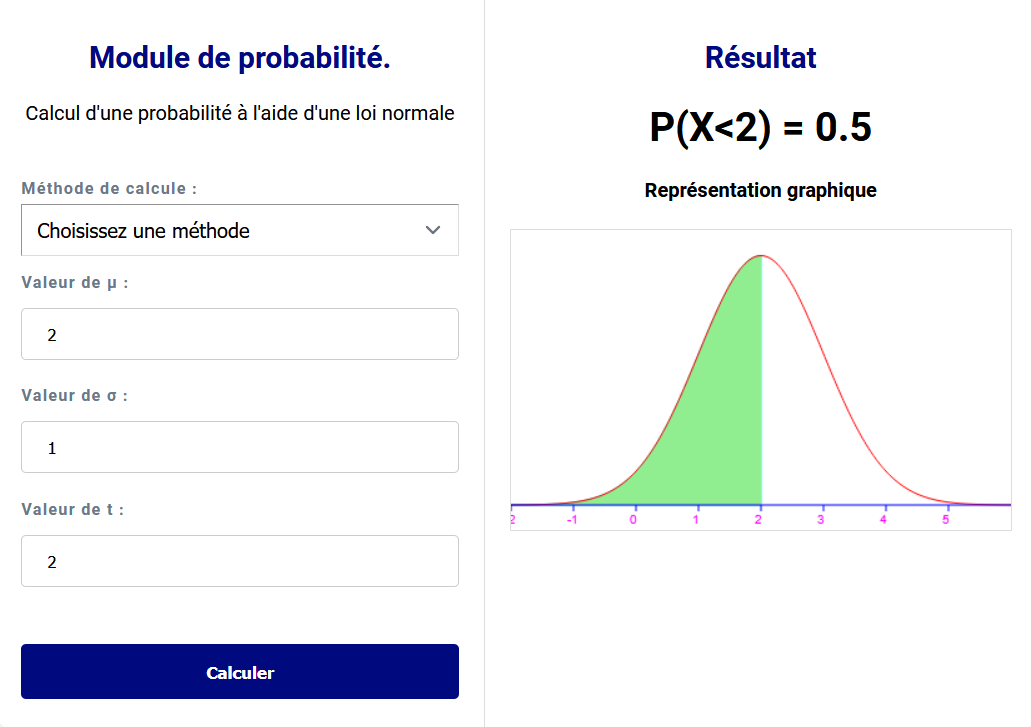 Module de probabilité.
Calcul d'une probabilité à l'aide d'une loi normale
Méthode de calcule :
Choisissez une méthode
Valeur de μ :
2
Valeur de σ :
1
Valeur de t :
2
Calculer
Résultat
P(X<2) = 0.5
Représentation graphique
2 -1 0 1 2 3 4 5